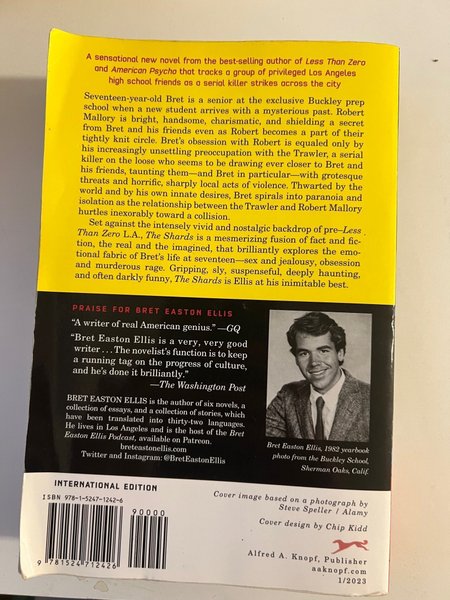 A sensational new novel from the best-selling author of Less Than Zero
and American Psycho that tracks a group of privileged Los Angeles
high school friends as a serial killer strikes across the city
Seventeen-year-old Bret is a senior at the exclusive Buckley prep
school when a new student arrives with a mysterious past. Robert
Mallory is bright, handsome, charismatic, and shielding a secret
from Bret and his friends even as Robert becomes a part of their
tightly knit circle. Bret's obsession with Robert is equaled only by
his increasingly unsettling preoccupation with the Trawler, a serial
killer on the loose who seems to be drawing ever closer to Bret and
his friends, taunting them—and Bret in particular—with grotesque
threats and horrific, sharply local acts of violence. Thwarted by the
world and by his own innate desires, Bret spirals into paranoia and
isolation as the relationship between the Trawler and Robert Mallory
hurtles inexorably toward a collision.
Set against the intensely vivid and nostalgic backdrop of pre–Less
Than Zero L.A., The Shards is a mesmerizing fusion of fact and fic-
tion, the real and the imagined, that brilliantly explores the emo-
tional fabric of Bret's life at seventeen—sex and jealousy, obsession
and murderous rage. Gripping, sly, suspenseful, deeply haunting,
and often darkly funny, The Shards is Ellis at his inimitable best.
PRAISE FOR BRET EASTON ELLIS
"A writer of real American genius." —GQ
"Bret Easton Ellis is a very, very good
writer . . . The novelist's function is to keep
a running tag on the progress of culture,
and he's done it brilliantly."
—The Washington Post
BRET EASTON ELLIS is the author of six novels, a
collection of essays, and a collection of stories, which
have been translated into thirty-two languages.
He lives in Los Angeles and is the host of the Bret
Easton Ellis Podcast, available on Patreon.
breteastonellis.com
Twitter and Instagram: @BretEastonEllis
Bret Easton Ellis, 1982 yearbook
photo from the Buckley School,
Sherman Oaks, Calif.
INTERNATIONAL EDITION
ISBN 978-1-5247-1242-6
90000
9 781524 712426
Cover image based on a photograph by
Steve Speller / Alamy
Cover design by Chip Kidd
Alfred A. Knopf, Publisher
aaknopf.com
1/2023